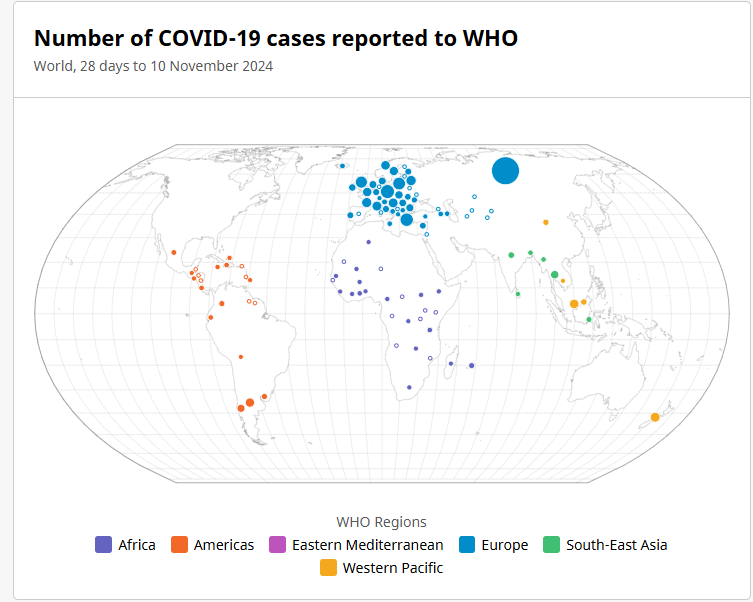 Number of COVID-19 cases reported to WHO
World, 28 days to 10 November 2024
WHO Regions
Africa Americas Eastern Mediterranean Europe South-East Asia
Western Pacific